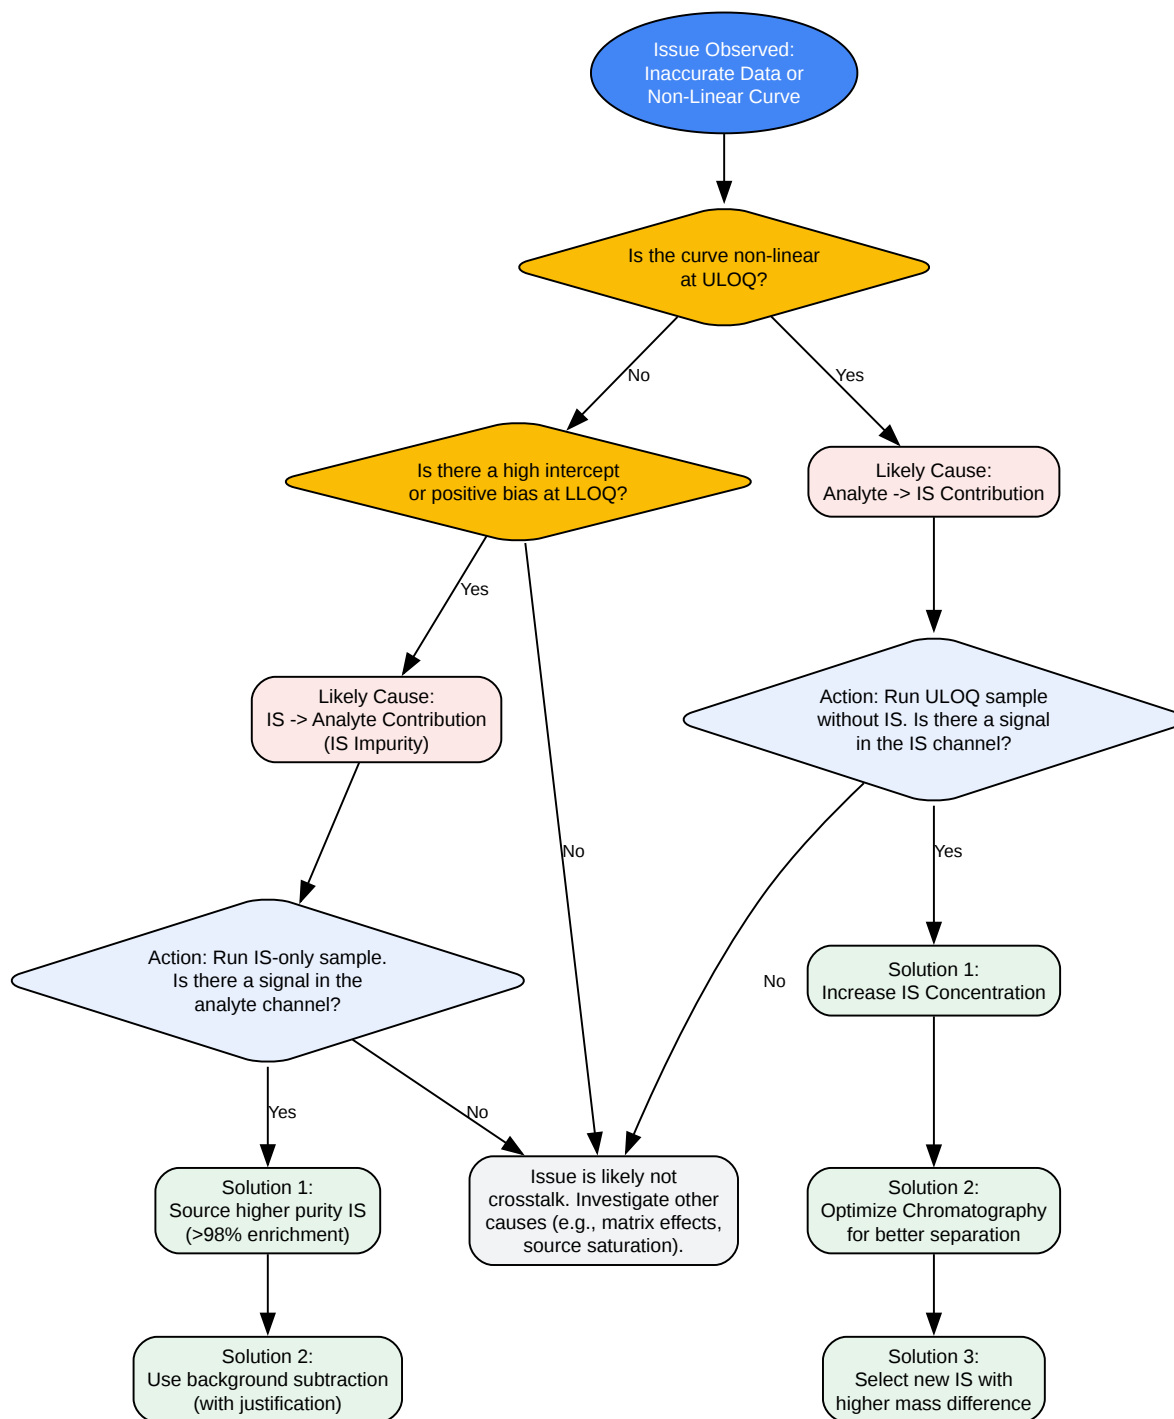 Issue Observed:
Inaccurate Data or
Non-Linear Curve
Is the curve non-linear
at ULOQ?
No
Yes
Is there a high intercept
or positive bias at LLOQ?
Likely Cause:
Analyte -> IS Contribution
Yes
Likely Cause:
IS -> Analyte Contribution
(IS Impurity)
Action: Run ULOQ sample
without IS. Is there a signal
in the IS channel?
No
Yes
Action: Run IS-only sample.
Is there a signal in the
analyte channel?
No
Solution 1:
Increase IS Concentration
Yes
No
Solution 1:
Source higher purity IS
(>98% enrichment)
Issue is likely not
crosstalk. Investigate other
causes (e.g., matrix effects,
source saturation).
Solution 2:
Optimize Chromatography
for better separation
Solution 2:
Use background subtraction
(with justification)
Solution 3:
Select new IS with
higher mass difference